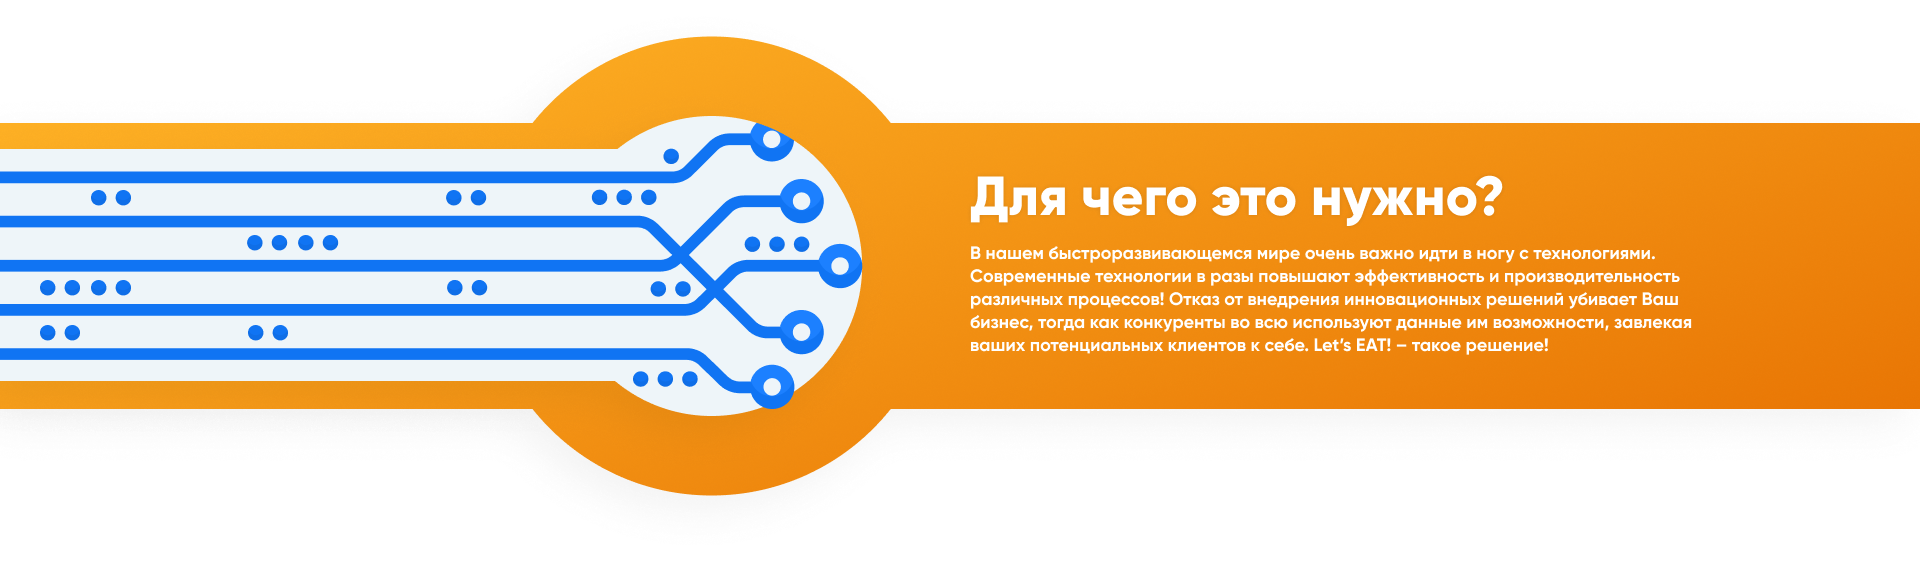 Для чего это нужно?
В нашем быстроразвивающемся мире очень важно идти в ногу с технологиями.
Современные технологии в разы повышают эффективность и производительность
различных процессов! Отказ от внедрения инновационных решений убивает Ваш
бизнес, тогда как конкуренты во всю используют данные им возможности, завлекая
ваших потенциальных клиентов к себе. Let’s EAT! – такое решение!